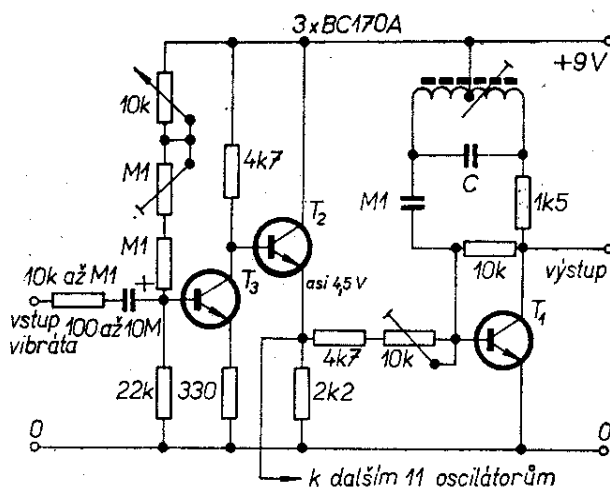 3xBC170A
+9V
10k
4k7
M1
C
1k5
M1
T2
M1
10k
výstup
10k až M1
+
T3
asi 4,5 V
vstup
vibráta
100 až 10M
T1
4k7
10k
22k
330
2k2
0
0
k dalším 11 oscilátorům